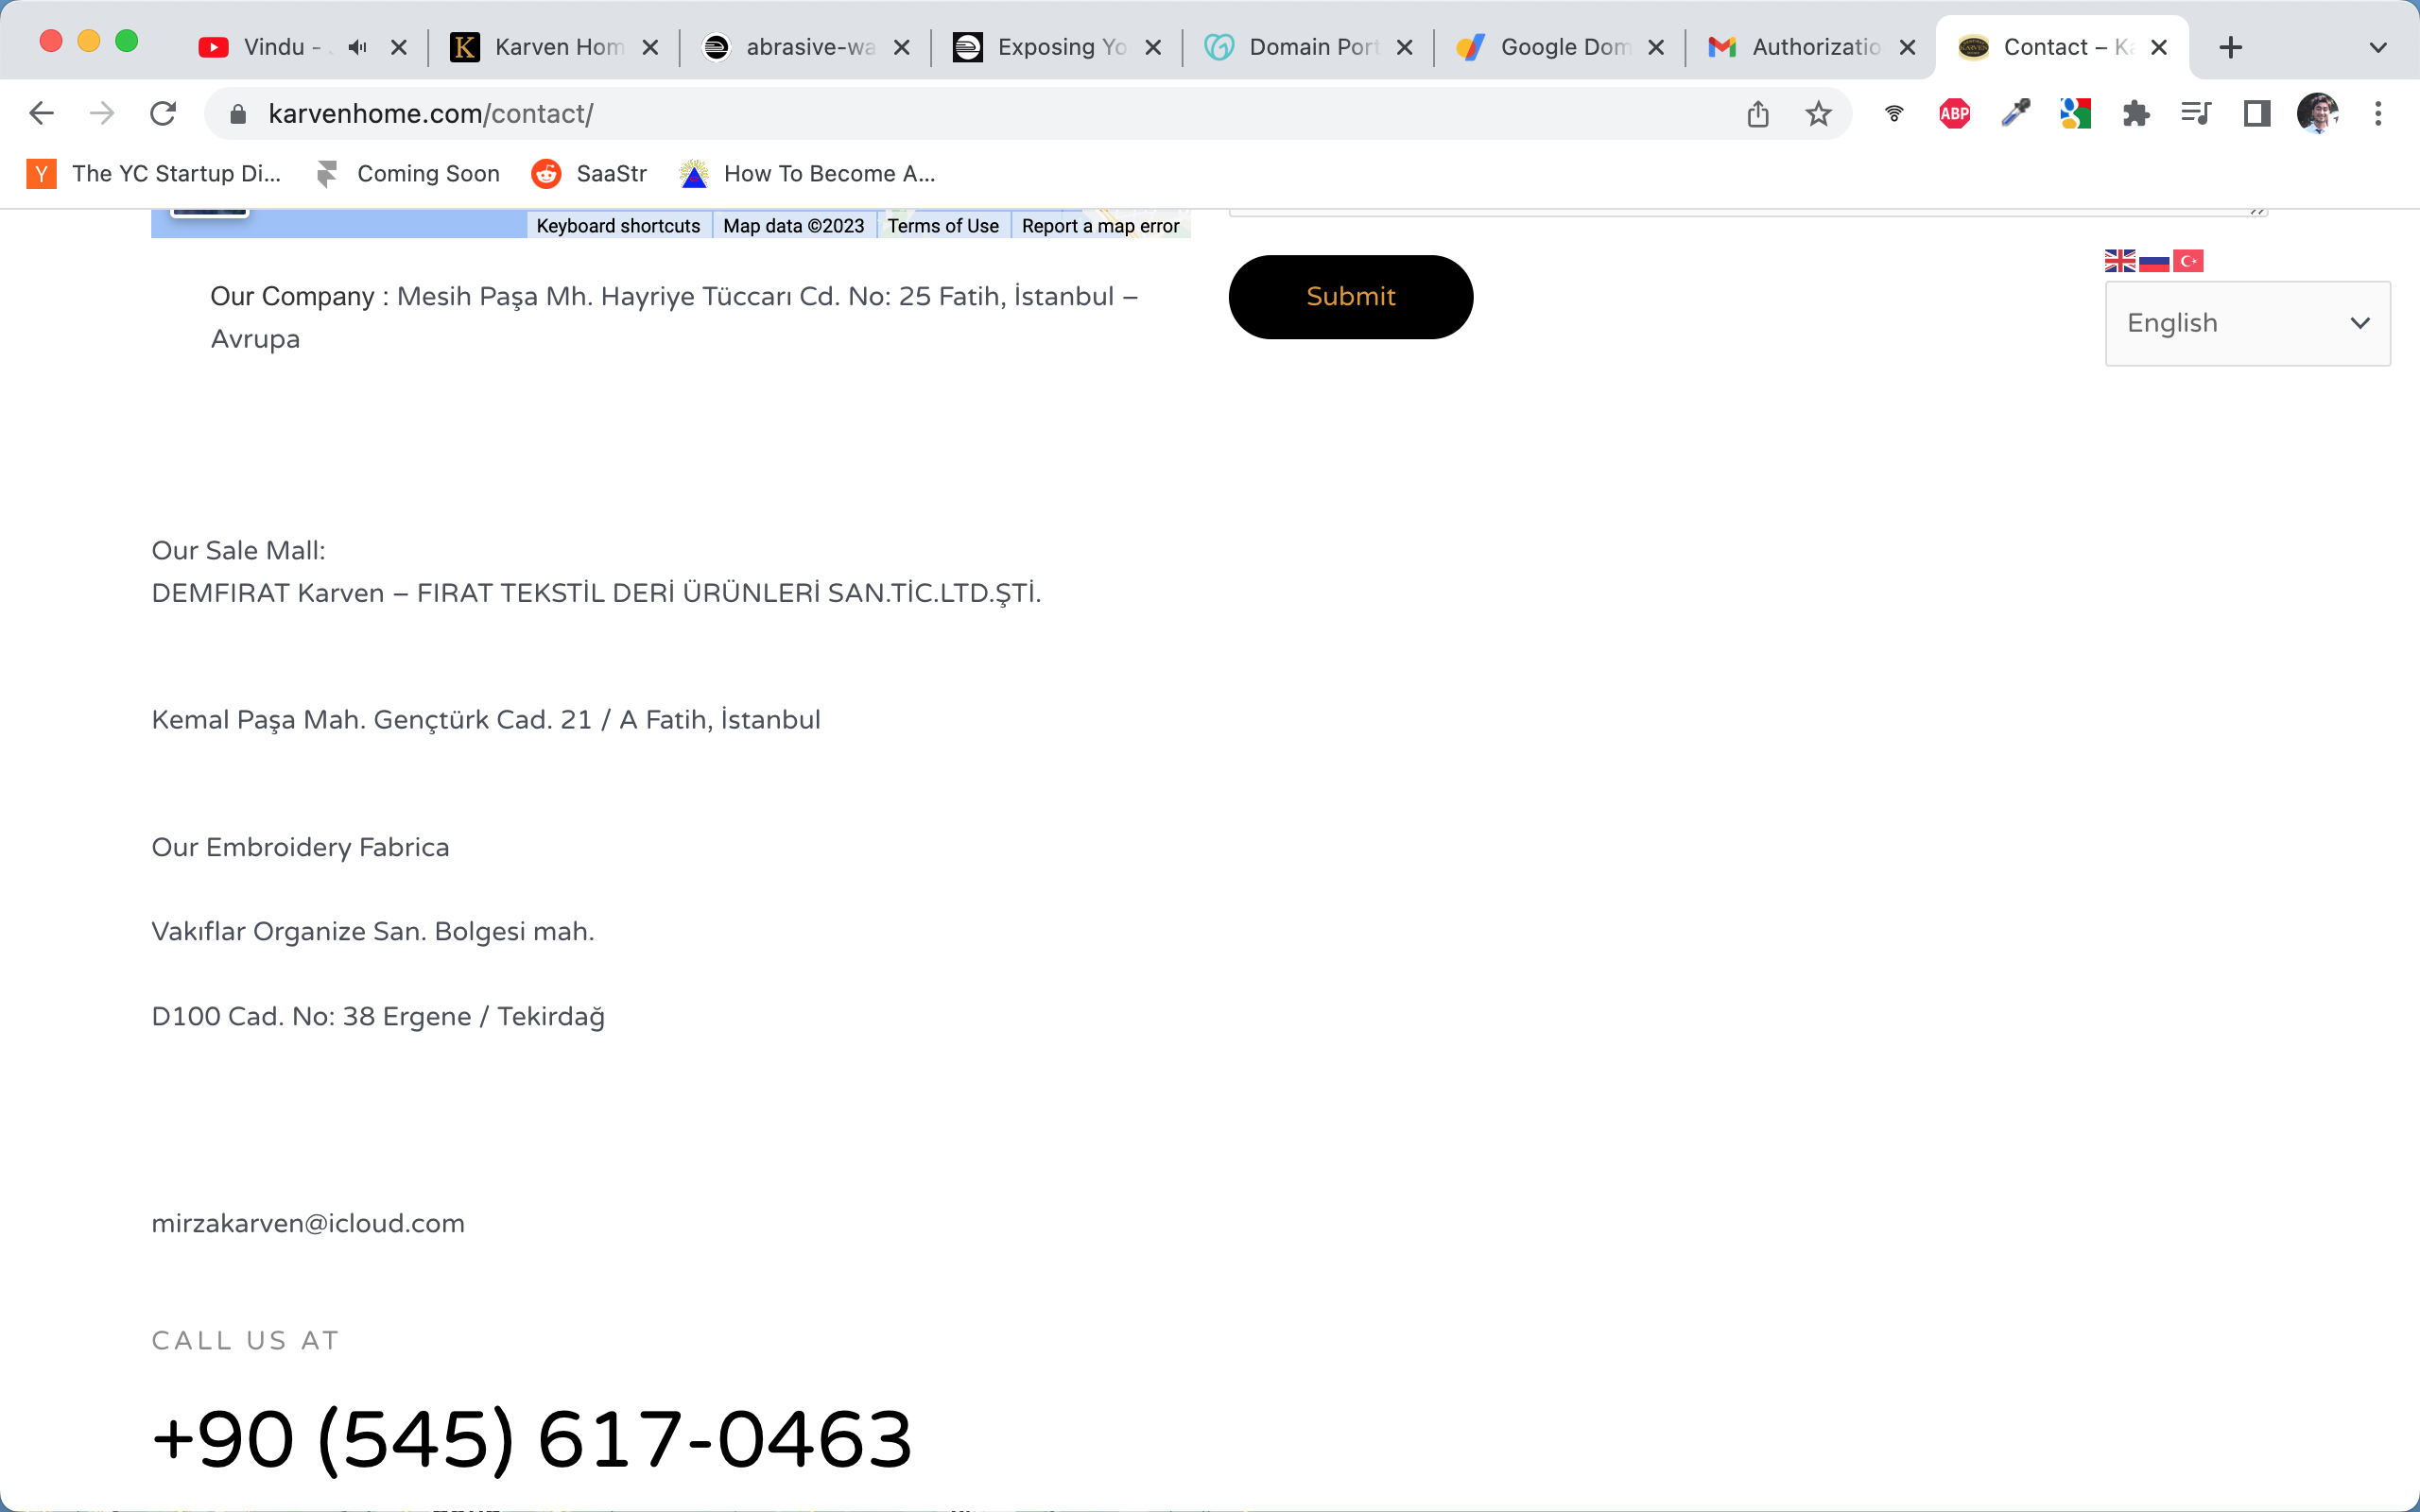 Vindu -
Karven Hom
abrasive-wa
Exposing Yo
Domain Port
Google Dom
Authorizatio
Contact – Ka
karvenhome.com/contact/
ABP
The YC Startup Di...
Coming Soon
SaaStr
How To Become A...
Keyboard shortcuts
Map data ©2023
Terms of Use
Report a map error
Our Company : Mesih Paşa Mh. Hayriye Tüccarı Cd. No: 25 Fatih, İstanbul –
Avrupa
Submit
English
Our Sale Mall:
DEMFIRAT Karven – FIRAT TEKSTİL DERİ ÜRÜNLERİ SAN.TİC.LTD.ŞTİ.
Kemal Paşa Mah. Gençtürk Cad. 21 / A Fatih, İstanbul
Our Embroidery Fabrica
Vakıflar Organize San. Bolgesi mah.
D100 Cad. No: 38 Ergene / Tekirdağ
mirzakarven@icloud.com
CALL US AT
+90 (545) 617-0463